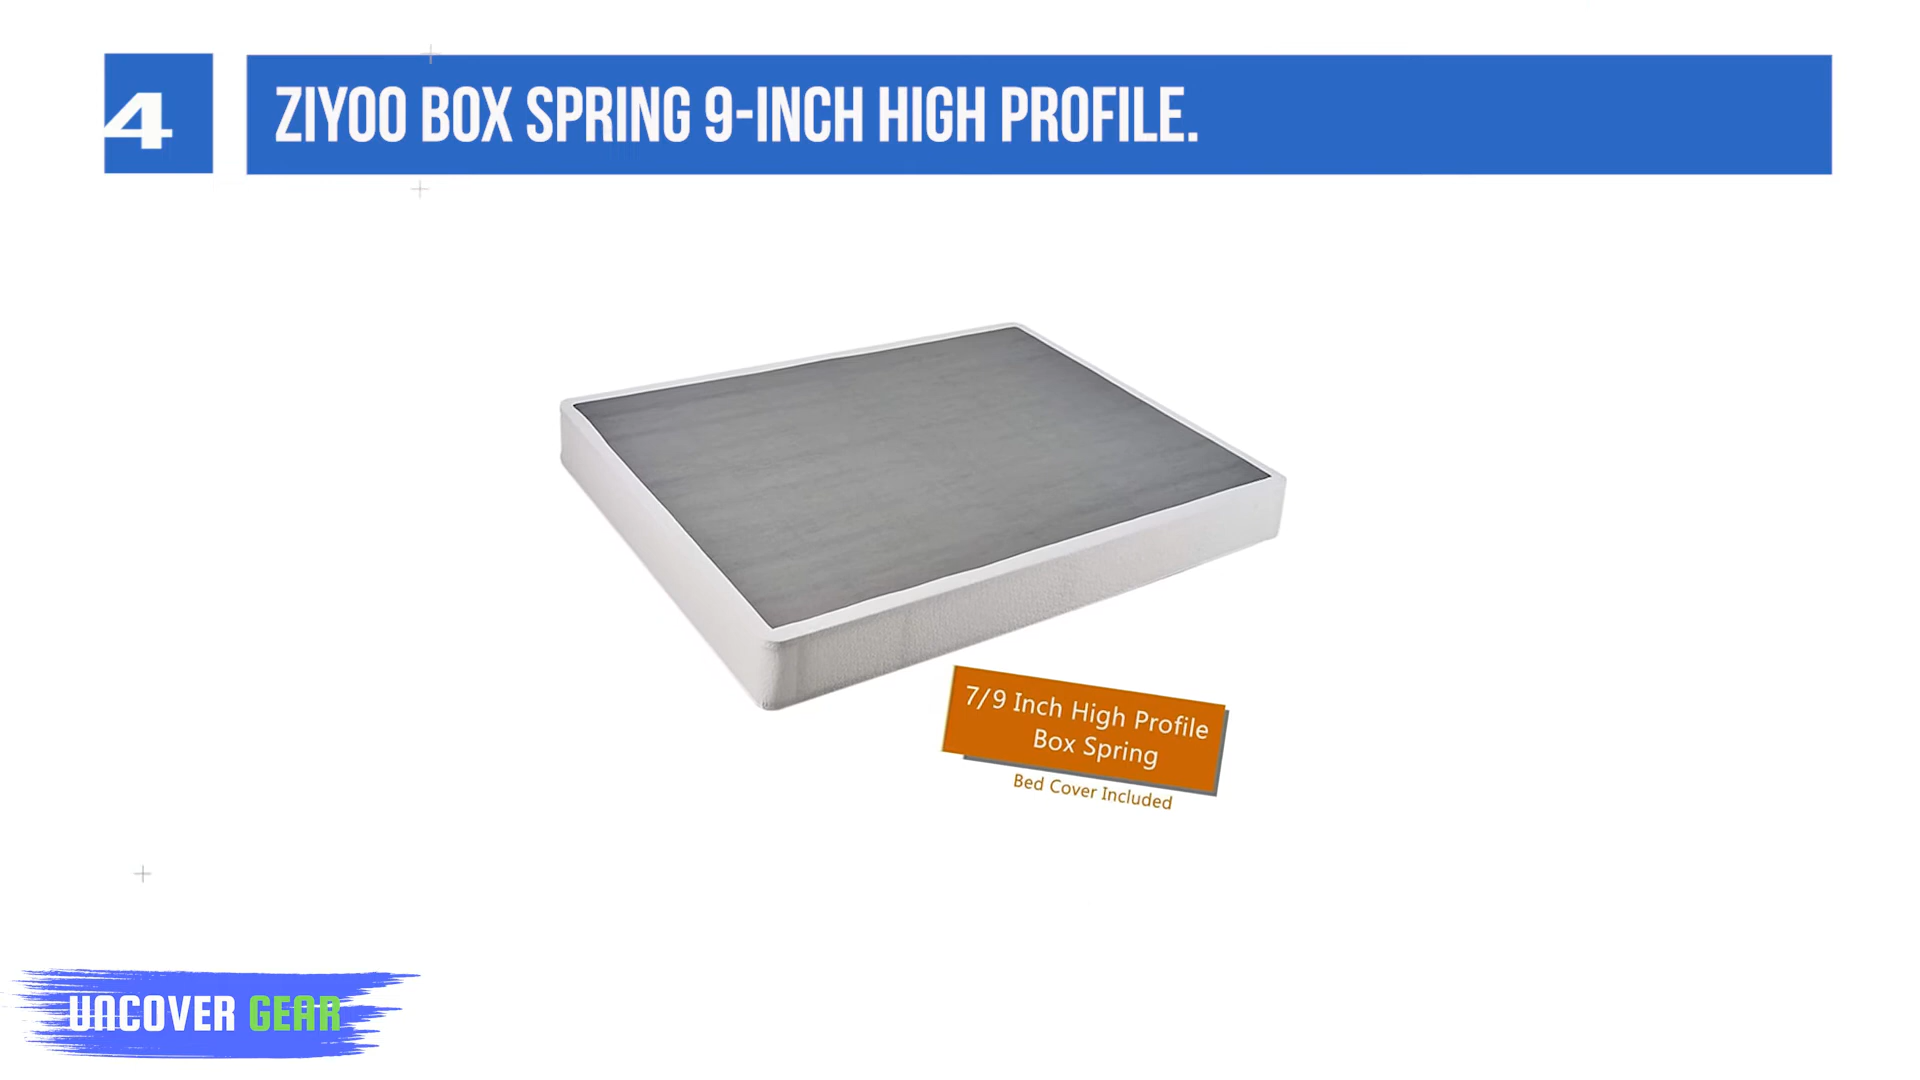 4
ZIYOO BOX SPRING 9-INCH HIGH PROFILE.
7/9 Inch High Profile
Box Spring
Bed Cover Included
UNCOVER GEAR